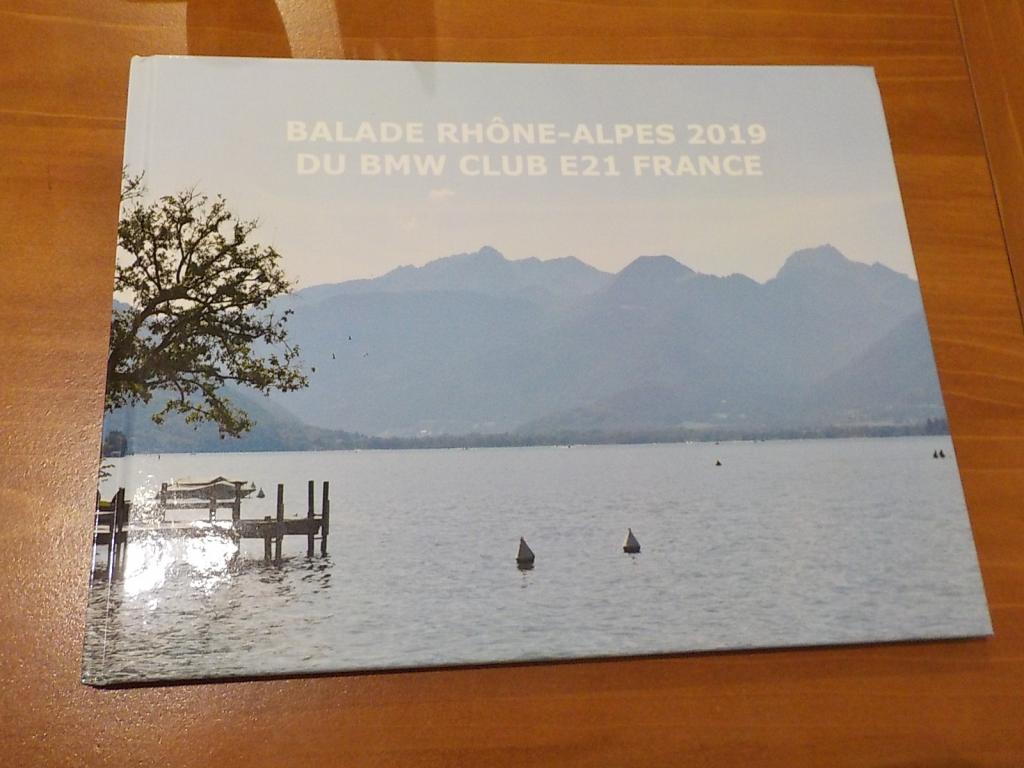 BALADE RHÔNE-ALPES 2019
DU BMW CLUB E21 FRANCE